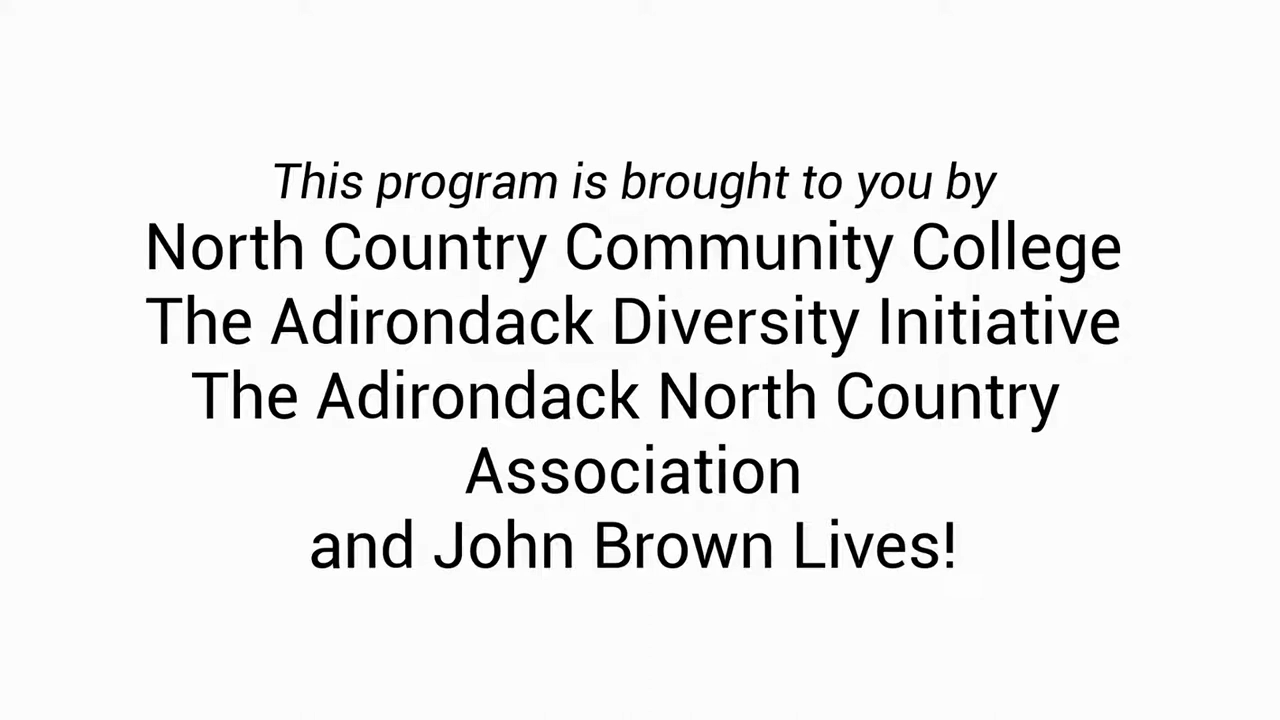 This program is brought to you by
North Country Community College
The Adirondack Diversity Initiative
The Adirondack North Country
Association
and John Brown Lives!